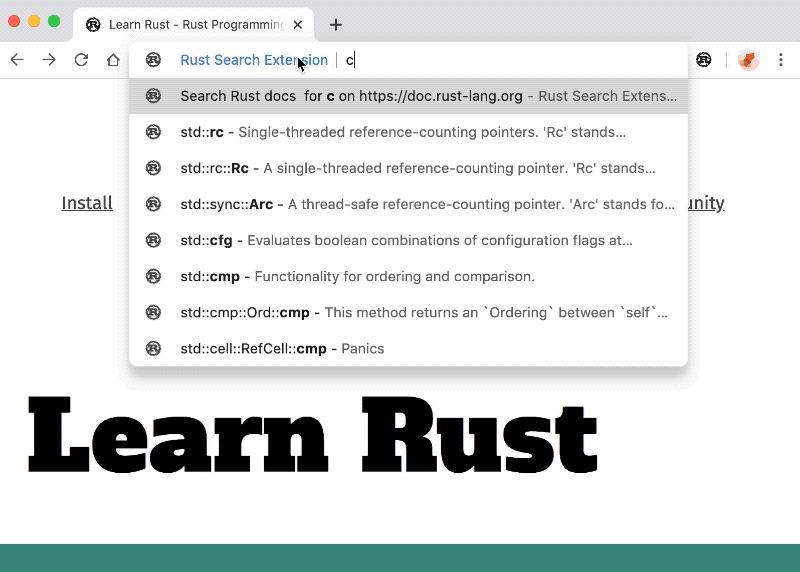 Learn Rust - Rust Programming
Rust Search Extension | c
Search Rust docs for c on https://doc.rust-lang.org - Rust Search Extens...
std::rc - Single-threaded reference-counting pointers. 'Rc' stands...
std::rc::Rc - A single-threaded reference-counting pointer. 'Rc' stands...
std::sync::Arc - A thread-safe reference-counting pointer. 'Arc' stands fo...
Install unity
std::cfg - Evaluates boolean combinations of configuration flags at...
std::cmp - Functionality for ordering and comparison.
std::cmp::Ord::cmp - This method returns an `Ordering` between `self`...
std::cell::RefCell::cmp - Panics
Learn Rust